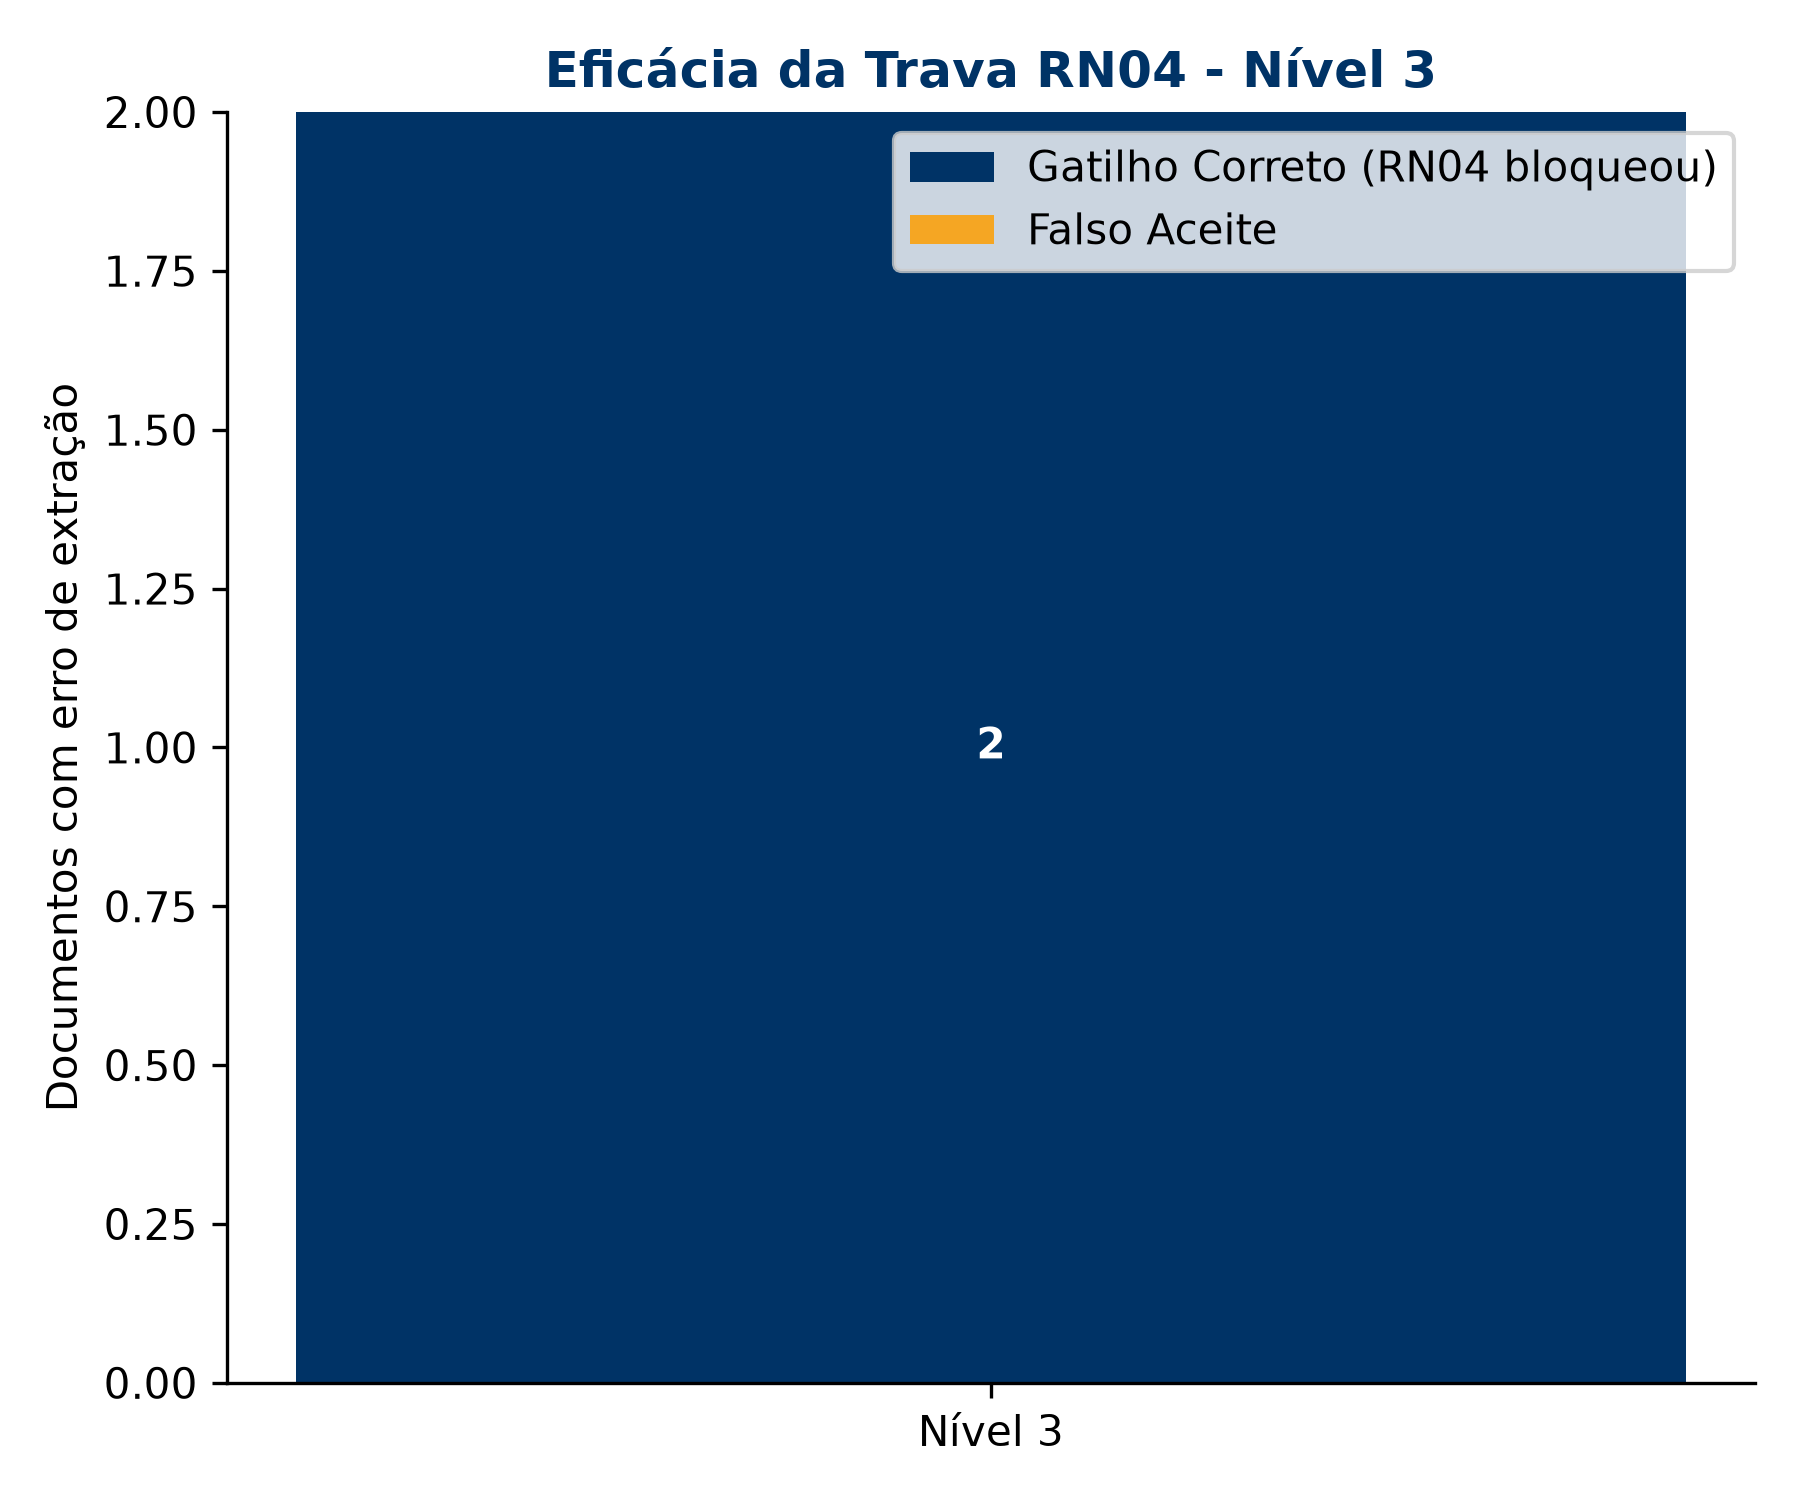 Eficácia da Trava RN04 - Nível 3
Gatilho Correto (RN04 bloqueou)
Falso Aceite
Documentos com erro de extração
2.00
1.75
1.50
1.25
1.00
0.75
0.50
0.25
0.00
2
Nível 3